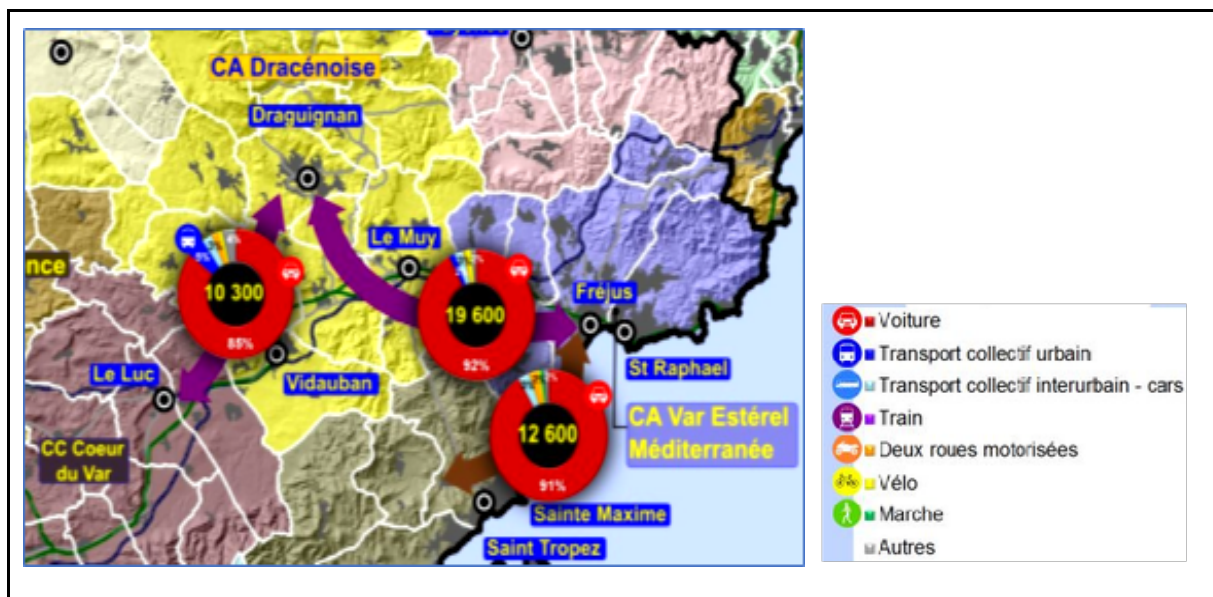 CA Dracénoise
Draguignan
Le Muy
nce
10 300
85%
19 600
92%
Fréjus
St Raphael
Le Luc
Vidauban
12 600
91%
CA Var Estérel
Méditerranée
CC Coeur
du Var
Sainte Maxime
Saint Tropez
Voiture
Transport collectif urbain
Transport collectif interurbain - cars
Train
Deux roues motorisées
Vélo
Marche
Autres